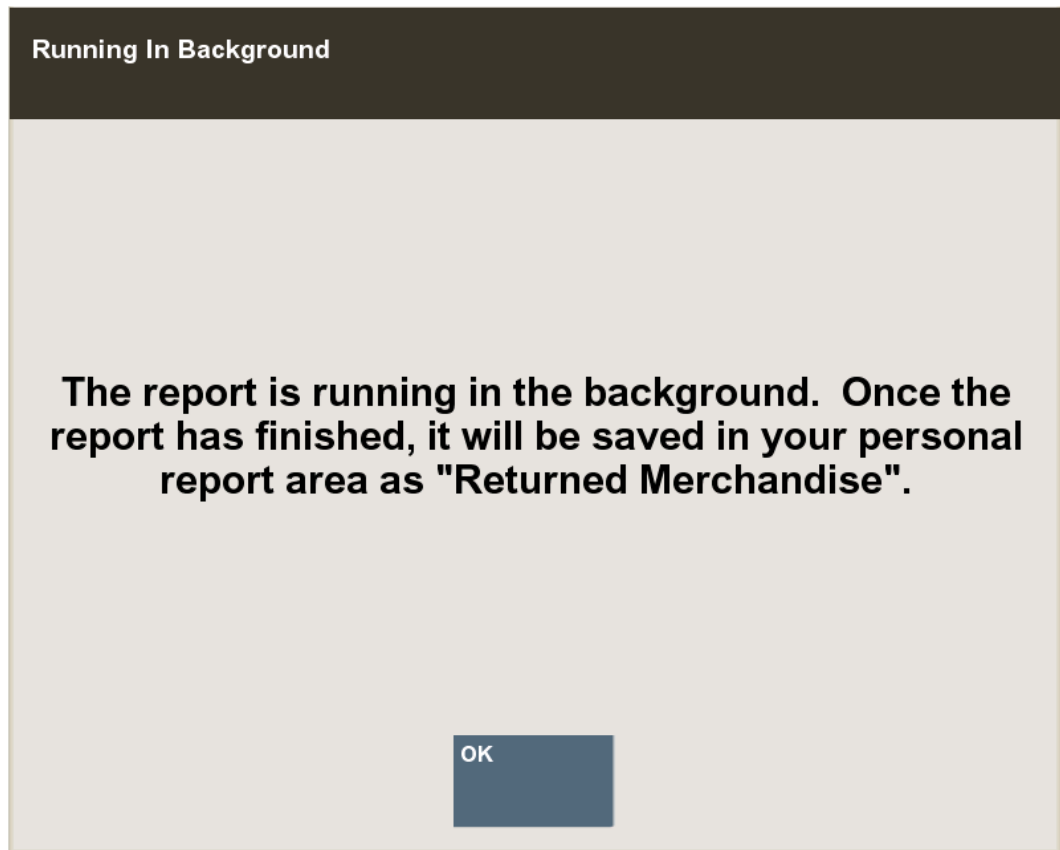 Running In Background
The report is running in the background.  Once the
report has finished, it will be saved in your personal
report area as "Returned Merchandise".
OK